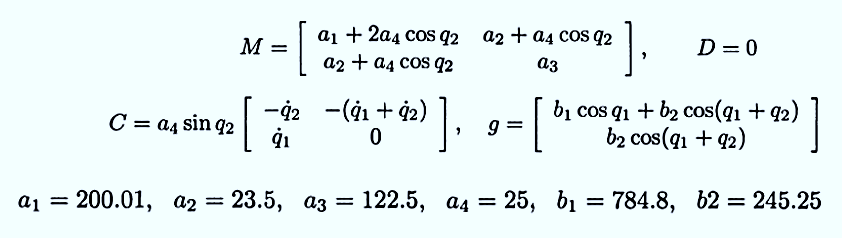 M = [ a₁ + 2a₄ cos q₂   a₂ + a₄ cos q₂ ; a₂ + a₄ cos q₂   a₃ ],   D = 0
C = a₄ sin q₂ [ −q̇₂   −(q̇₁ + q̇₂) ; q̇₁   0 ],   g = [ b₁ cos q₁ + b₂ cos(q₁ + q₂) ; b₂ cos(q₁ + q₂) ]
a₁ = 200.01,   a₂ = 23.5,   a₃ = 122.5,   a₄ = 25,   b₁ = 784.8,   b2 = 245.25